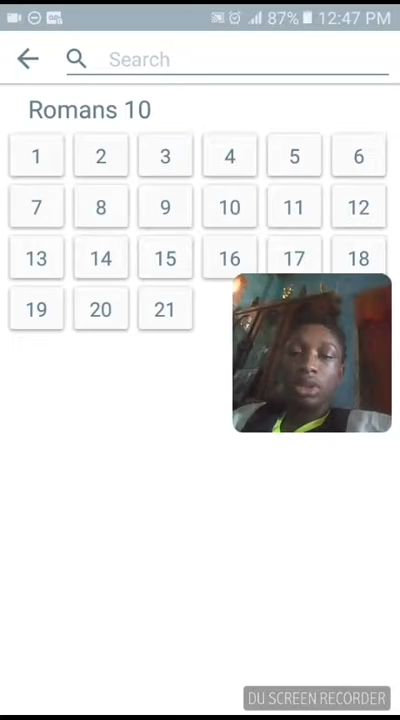 87% 12:47 PM
Search
Romans 10
1 2 3 4 5 6
7 8 9 10 11 12
13 14 15 16 17 18
19 20 21
DU SCREEN RECORDER